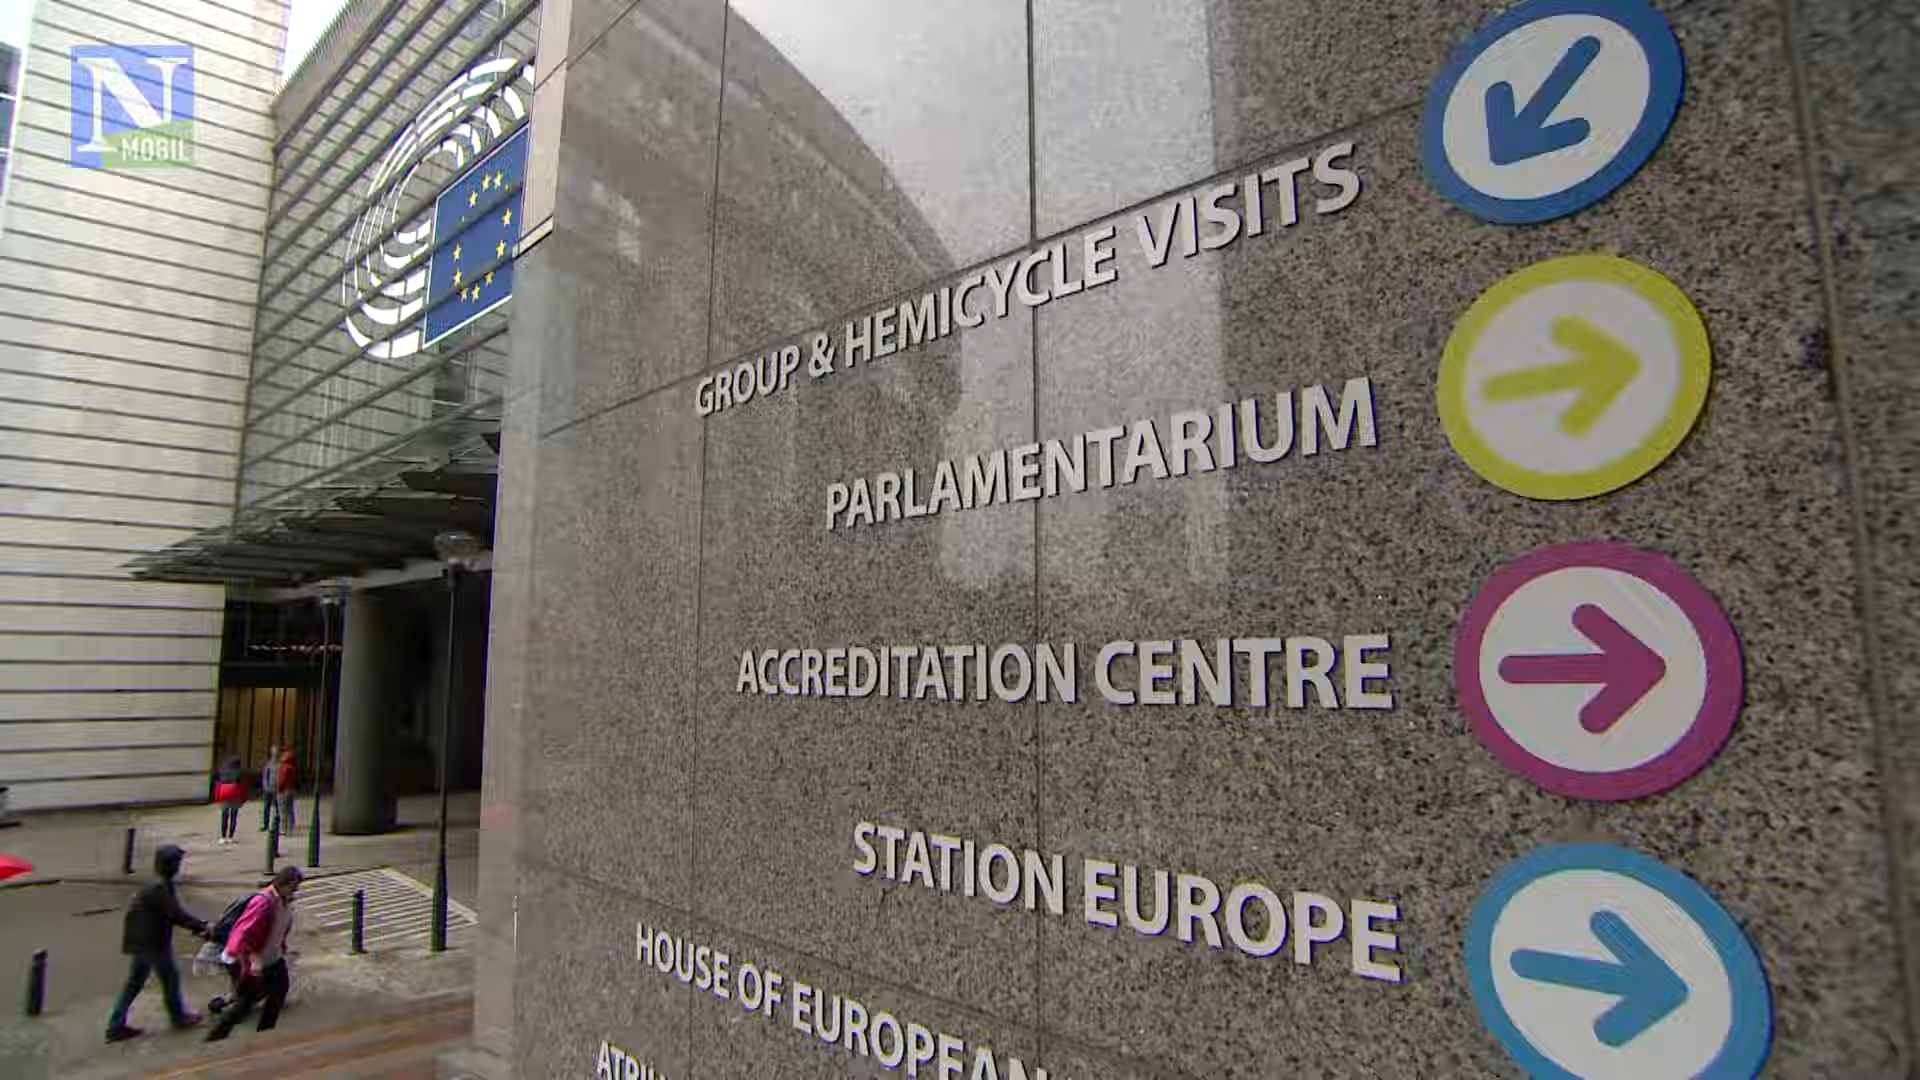 N
MOBIL
GROUP & HEMICYCLE VISITS
PARLAMENTARIUM
ACCREDITATION CENTRE
STATION EUROPE
HOUSE OF EUROPEAN